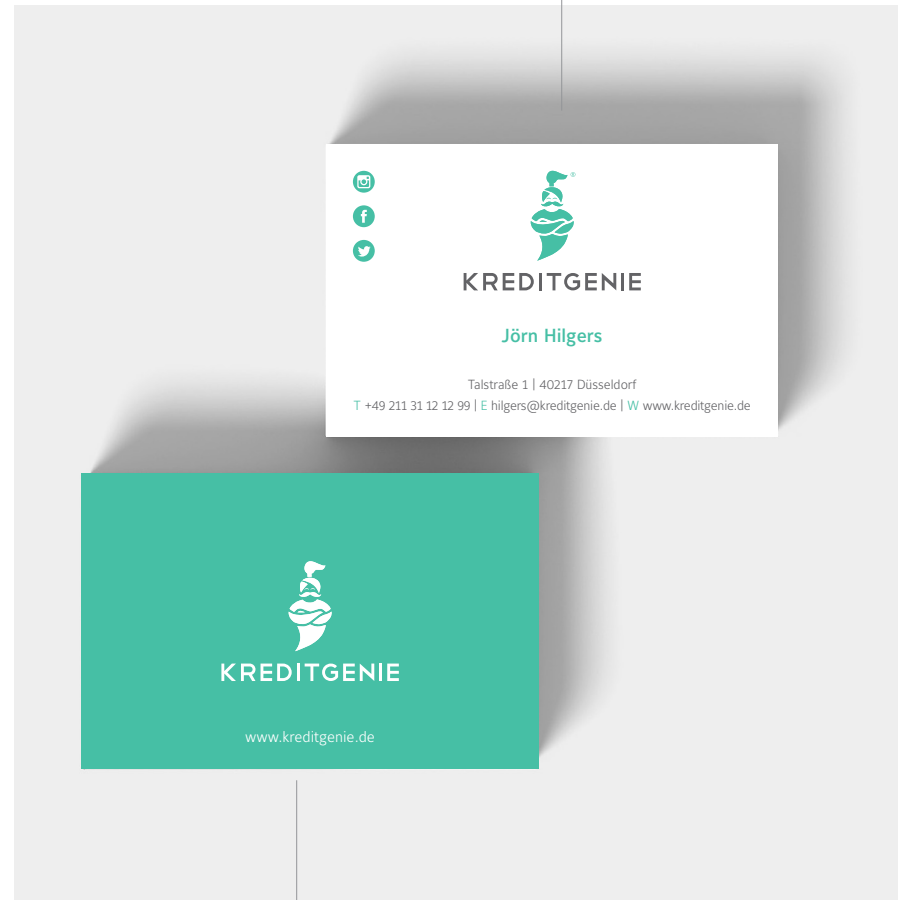 ®
KREDITGENIE
Jörn Hilgers
Talstraße 1 | 40217 Düsseldorf
T +49 211 31 12 12 99 | E hilgers@kreditgenie.de | W www.kreditgenie.de
KREDITGENIE
www.kreditgenie.de